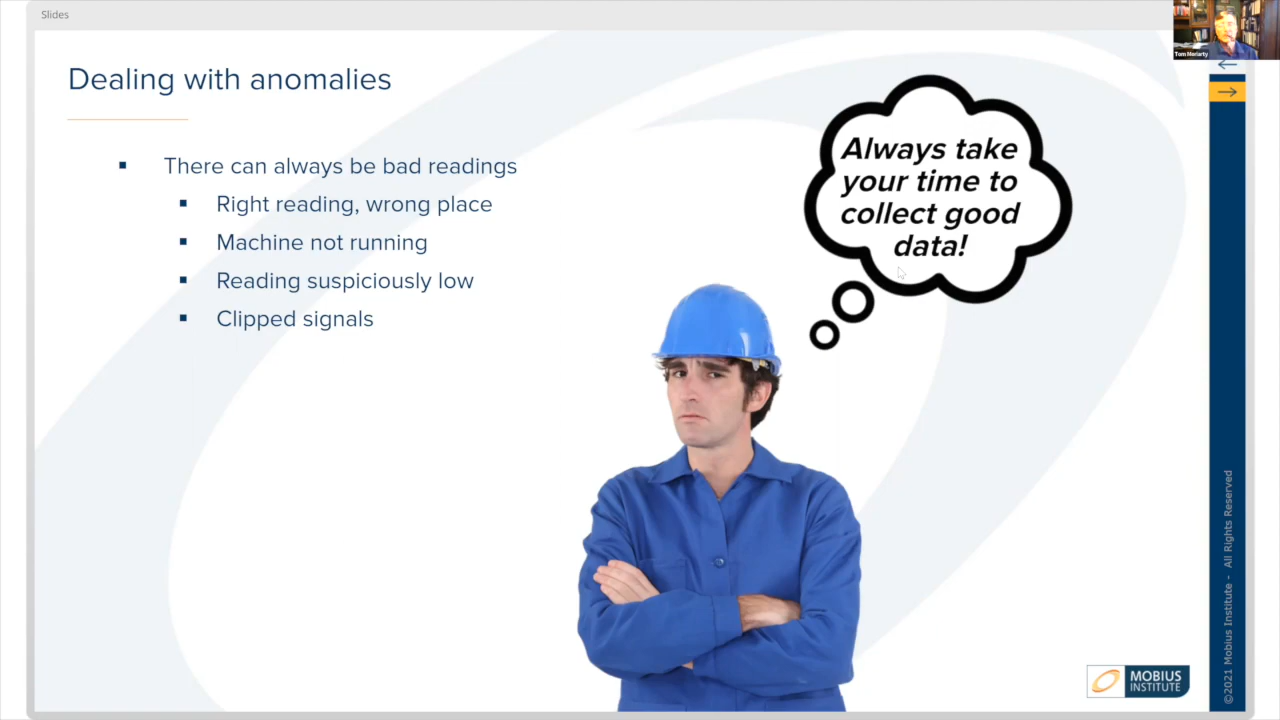 Slides
Tom Moriarty
Dealing with anomalies
There can always be bad readings
Right reading, wrong place
Machine not running
Reading suspiciously low
Clipped signals
Always take
your time to
collect good
data!
©2021 Mobius Institute - All Rights Reserved
MOBIUS
INSTITUTE